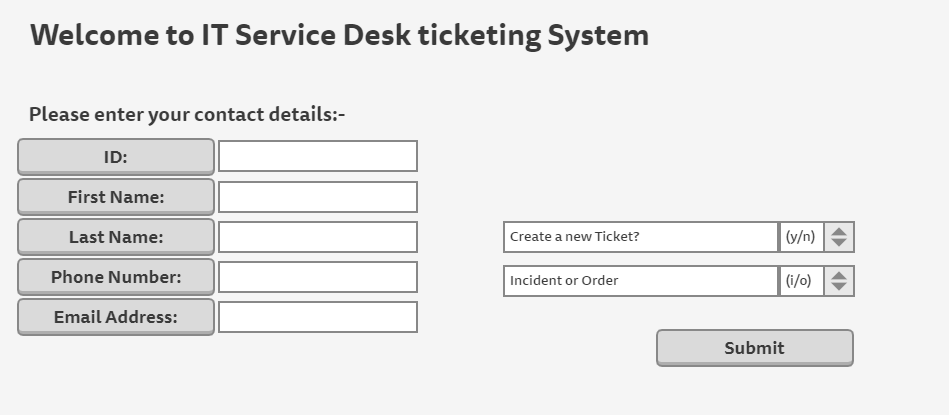 Welcome to IT Service Desk ticketing System
Please enter your contact details:-
ID:
First Name:
Last Name:
Phone Number:
Email Address:
Create a new Ticket? (y/n)
Incident or Order (i/o)
Submit